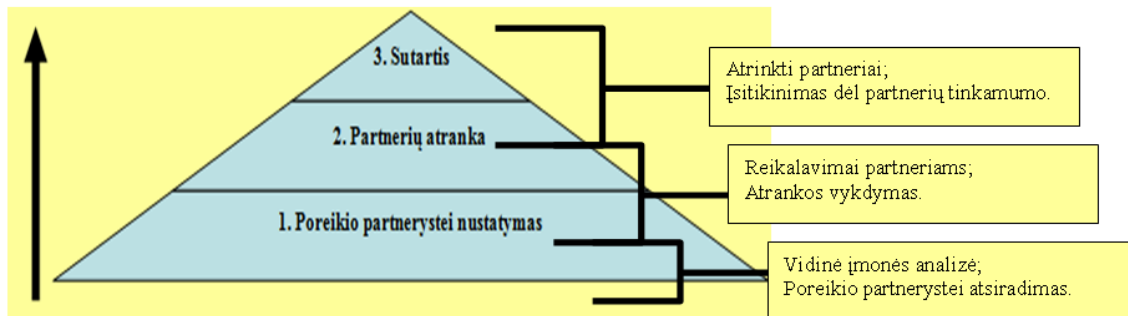 3. Sutartis
Atrinkti partneriai;
Įsitikinimas dėl partnerių tinkamumo.
2. Partnerių atranka
Reikalavimai partneriams;
Atrankos vykdymas.
1. Poreikio partnerystei nustatymas
Vidinė įmonės analizė;
Poreikio partnerystei atsiradimas.